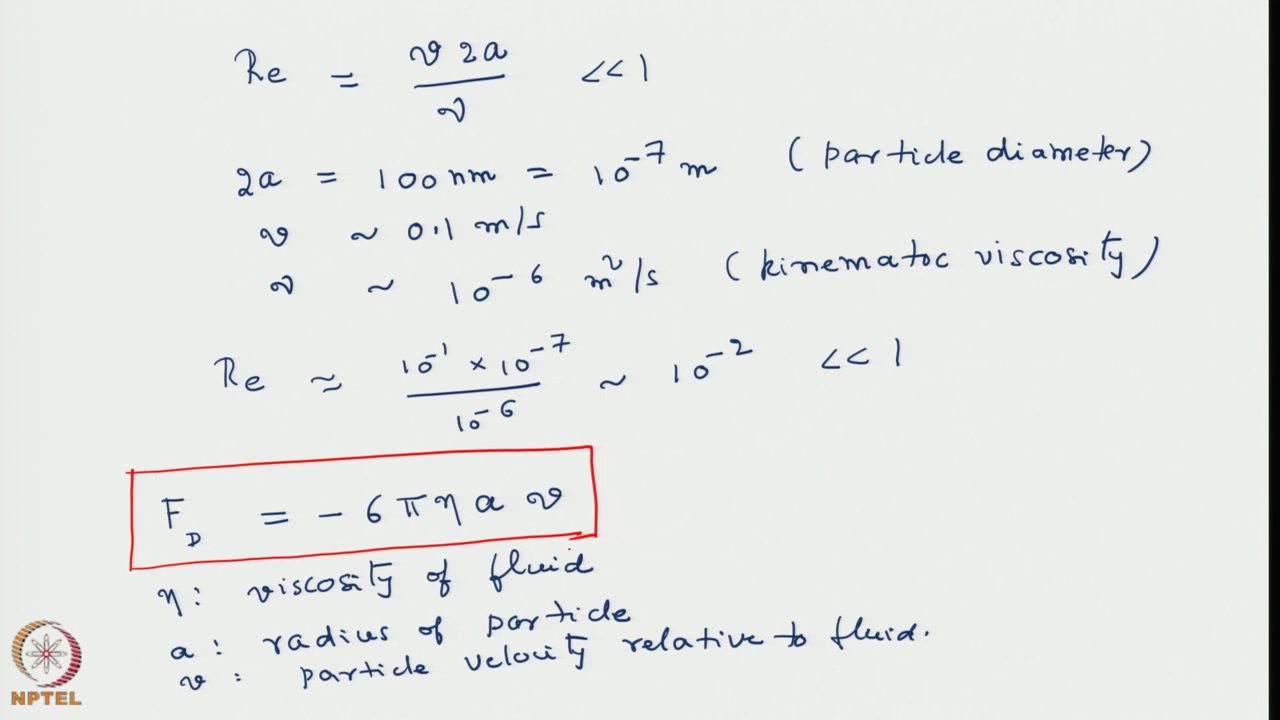 Re = v 2a / ν << 1
2a = 100 nm = 10⁻⁷ m (particle diameter)
v ~ 0.1 m/s
ν ~ 10⁻⁶ m²/s (kinematoc viscosity)
Re ≈ 10⁻¹ × 10⁻⁷ / 10⁻⁶ ~ 10⁻² << 1
F_D = - 6 π η a v
η: viscosity of fluid
a: radius of particle
v: particle velocity relative to fluid.
NPTEL